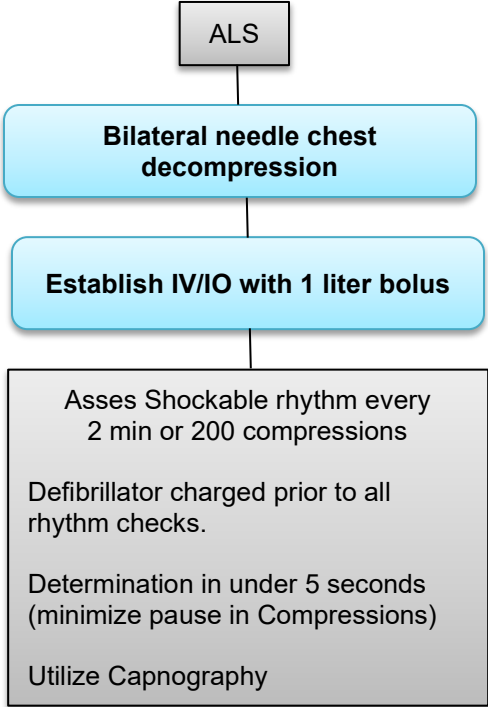 ALS
Bilateral needle chest
decompression
Establish IV/IO with 1 liter bolus
Asses Shockable rhythm every
2 min or 200 compressions
Defibrillator charged prior to all
rhythm checks.
Determination in under 5 seconds
(minimize pause in Compressions)
Utilize Capnography